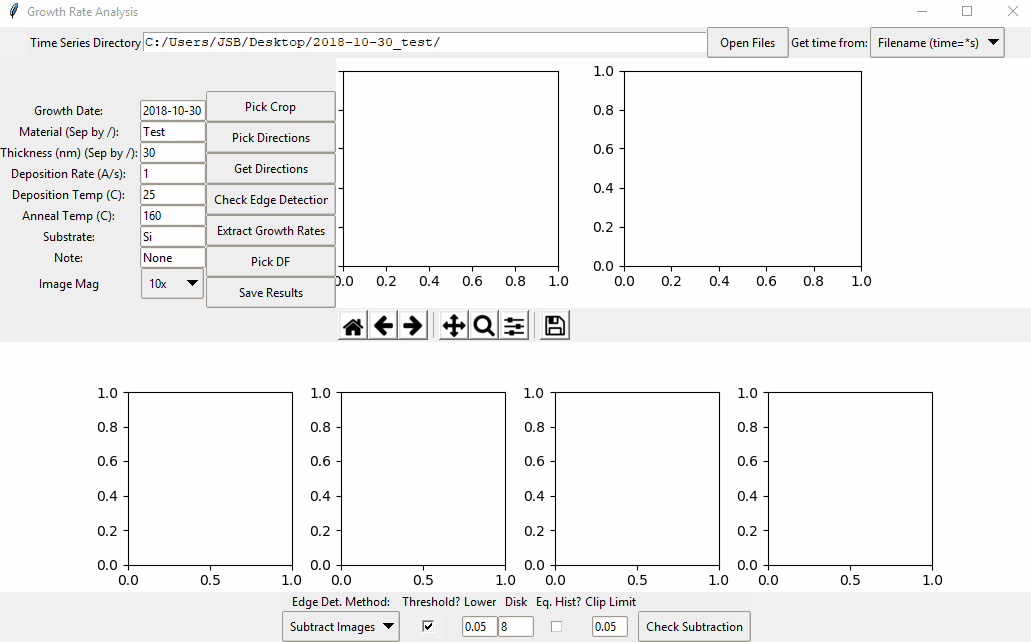 Growth Rate Analysis
Time Series Directory C:/Users/JSB/Desktop/2018-10-30_test/ Open Files Get time from: Filename (time=*s)
Growth Date: 2018-10-30
Material (Sep by /): Test
Thickness (nm) (Sep by /): 30
Deposition Rate (A/s): 1
Deposition Temp (C): 25
Anneal Temp (C): 160
Substrate: Si
Note: None
Image Mag 10x
Pick Crop
Pick Directions
Get Directions
Check Edge Detection
Extract Growth Rates
Pick DF
Save Results
0.0 0.2 0.4 0.6 0.8 1.0
1.0
0.8
0.6
0.4
0.2
0.0
0.0 0.2 0.4 0.6 0.8 1.0
1.0
0.8
0.6
0.4
0.2
0.0
0.0 0.5 1.0
1.0
0.8
0.6
0.4
0.2
0.0
0.0 0.5 1.0
1.0
0.8
0.6
0.4
0.2
0.0
0.0 0.5 1.0
1.0
0.8
0.6
0.4
0.2
0.0
0.0 0.5 1.0
Edge Det. Method: Threshold? Lower Disk Eq. Hist? Clip Limit
Subtract Images 0.05 8 0.05 Check Subtraction